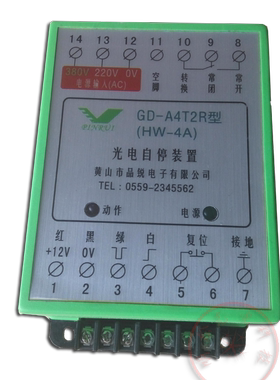 14 13 12 11 10 9 8
380V 220V 0V
电源输入(AC)
空脚 转换 常闭 常开
GD-A4T2R型
(HW-4A)
光电自停装置
黄山市品锐电子有限公司
TEL：0559-2345562
动作 电源
红 黑 绿 白 复位 接地
+12V 0V
1 2 3 4 5 6 7